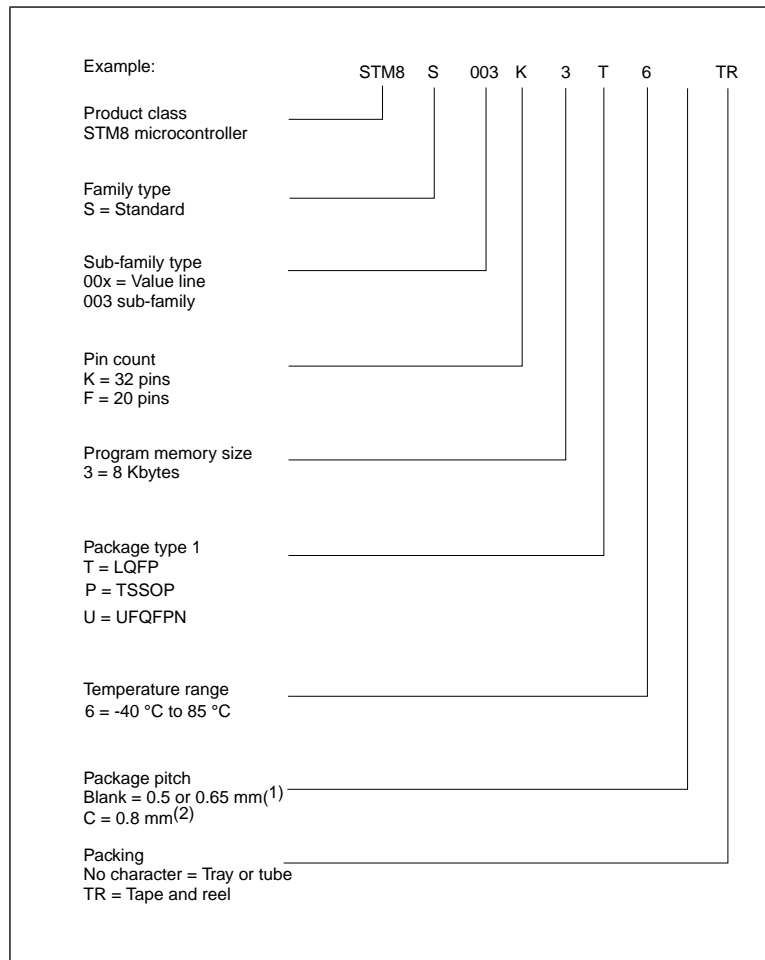 Example: STM8 S 003 K 3 T 6 TR
Product class
STM8 microcontroller
Family type
S = Standard
Sub-family type
00x = Value line
003 sub-family
Pin count
K = 32 pins
F = 20 pins
Program memory size
3 = 8 Kbytes
Package type 1
T = LQFP
P = TSSOP
U = UFQFPN
Temperature range
6 = -40 °C to 85 °C
Package pitch
Blank = 0.5 or 0.65 mm(1)
C = 0.8 mm(2)
Packing
No character = Tray or tube
TR = Tape and reel